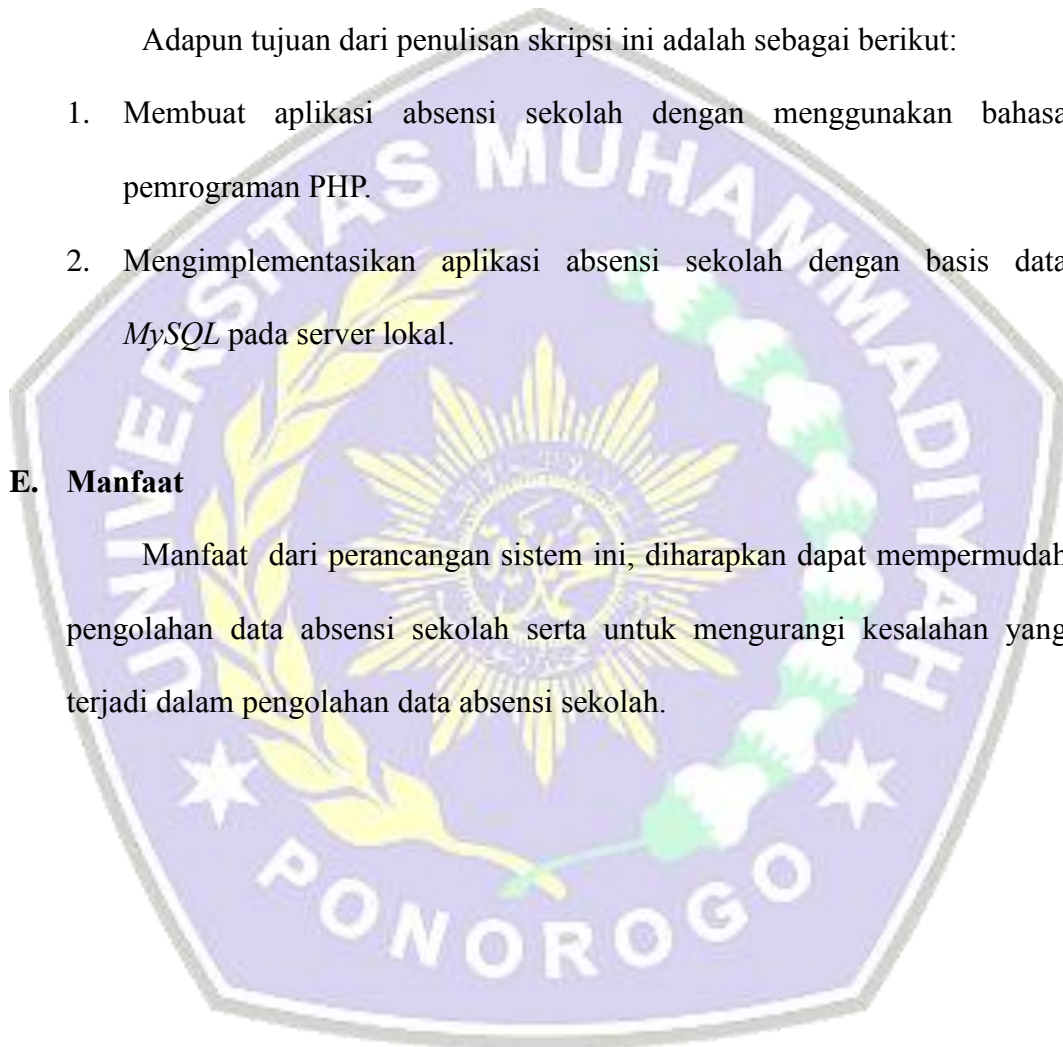 Adapun tujuan dari penulisan skripsi ini adalah sebagai berikut:
1. Membuat aplikasi absensi sekolah dengan menggunakan bahasa
pemrograman PHP.
2. Mengimplementasikan aplikasi absensi sekolah dengan basis data
MySQL pada server lokal.
E. Manfaat
Manfaat dari perancangan sistem ini, diharapkan dapat mempermudah
pengolahan data absensi sekolah serta untuk mengurangi kesalahan yang
terjadi dalam pengolahan data absensi sekolah.
UNIVERSITAS MUHAMMADIYAH
PONOROGO